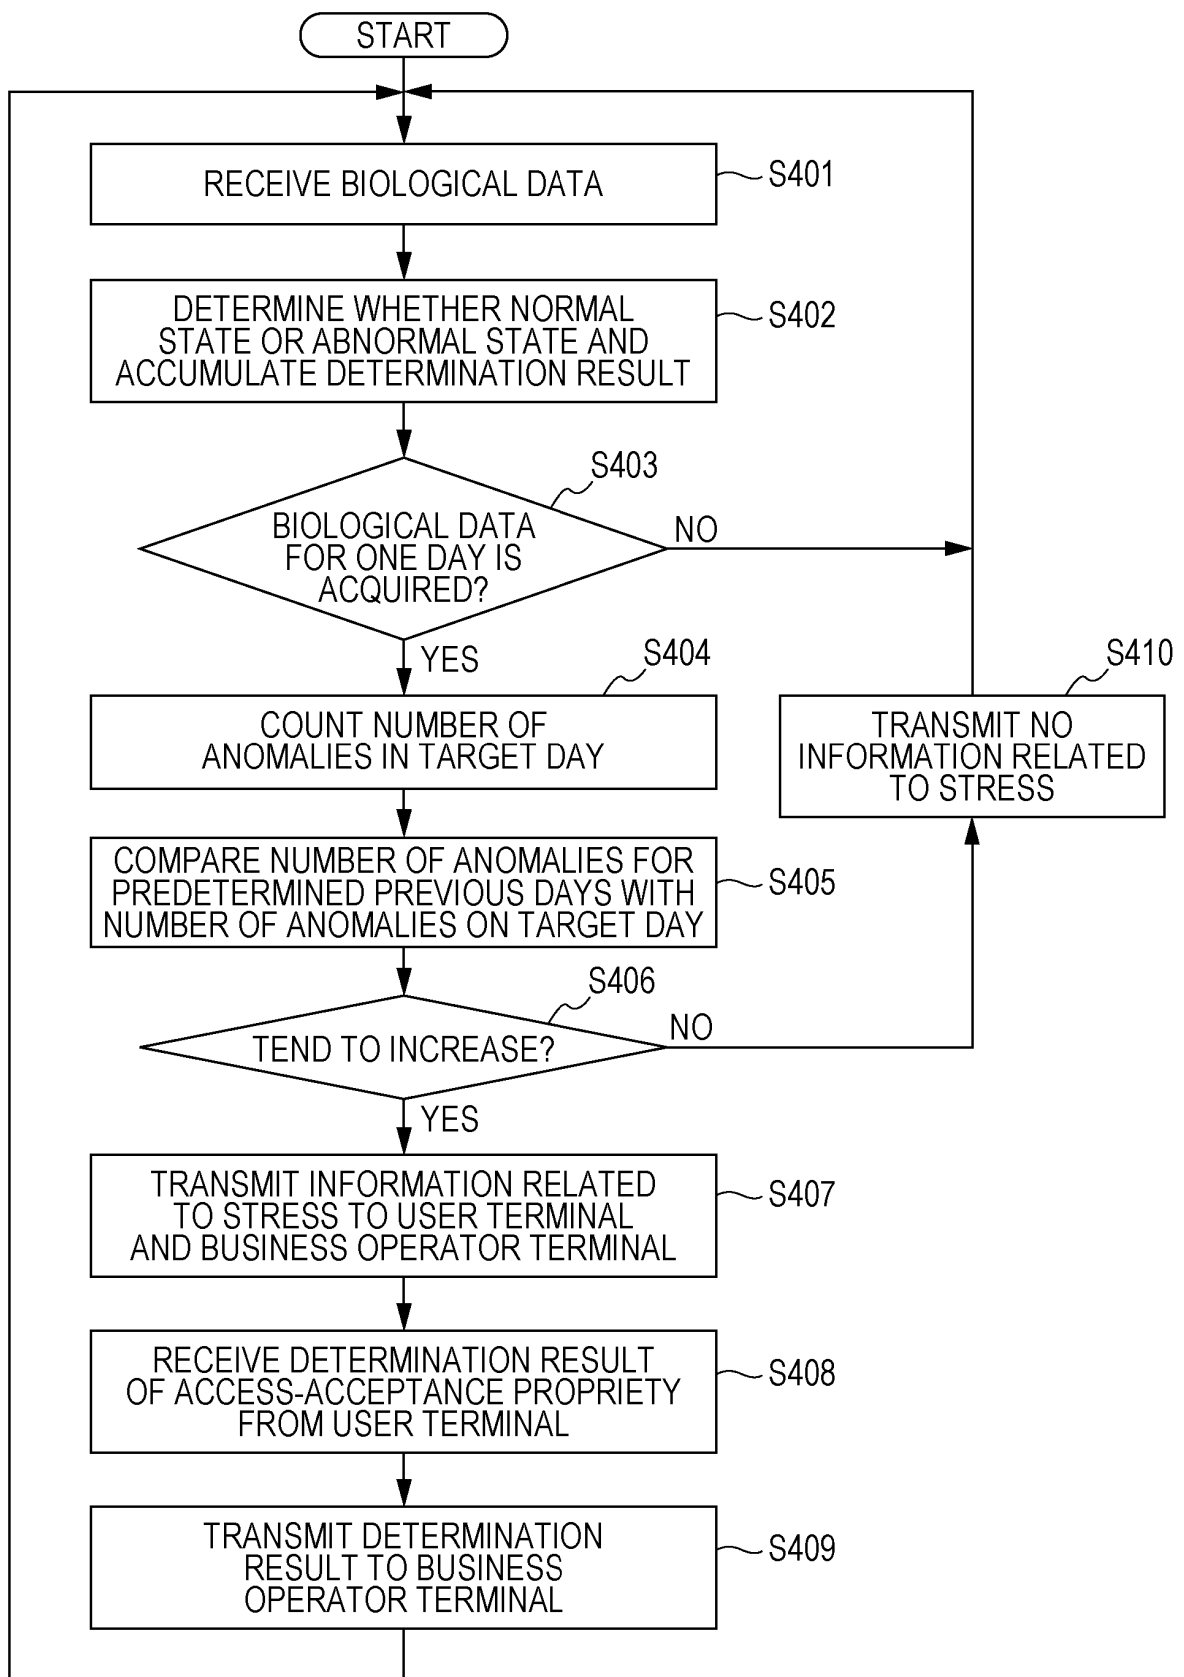 START
RECEIVE BIOLOGICAL DATA
S401
DETERMINE WHETHER NORMAL
STATE OR ABNORMAL STATE AND
ACCUMULATE DETERMINATION RESULT
S402
S403
BIOLOGICAL DATA
FOR ONE DAY IS
ACQUIRED?
NO
YES
S404
COUNT NUMBER OF
ANOMALIES IN TARGET DAY
S410
TRANSMIT NO
INFORMATION RELATED
TO STRESS
COMPARE NUMBER OF ANOMALIES FOR
PREDETERMINED PREVIOUS DAYS WITH
NUMBER OF ANOMALIES ON TARGET DAY
S405
S406
TEND TO INCREASE?
NO
YES
TRANSMIT INFORMATION RELATED
TO STRESS TO USER TERMINAL
AND BUSINESS OPERATOR TERMINAL
S407
RECEIVE DETERMINATION RESULT
OF ACCESS-ACCEPTANCE PROPRIETY
FROM USER TERMINAL
S408
TRANSMIT DETERMINATION
RESULT TO BUSINESS
OPERATOR TERMINAL
S409